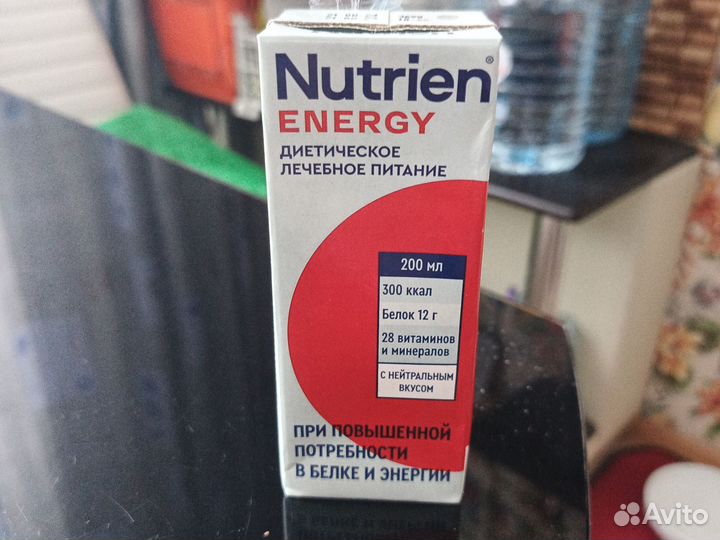 Nutrien®
ENERGY
ДИЕТИЧЕСКОЕ
ЛЕЧЕБНОЕ ПИТАНИЕ
200 мл
300 ккал
Белок 12 г
28 витаминов
и минералов
С НЕЙТРАЛЬНЫМ
ВКУСОМ
ПРИ ПОВЫШЕННОЙ
ПОТРЕБНОСТИ
В БЕЛКЕ И ЭНЕРГИИ
Avito